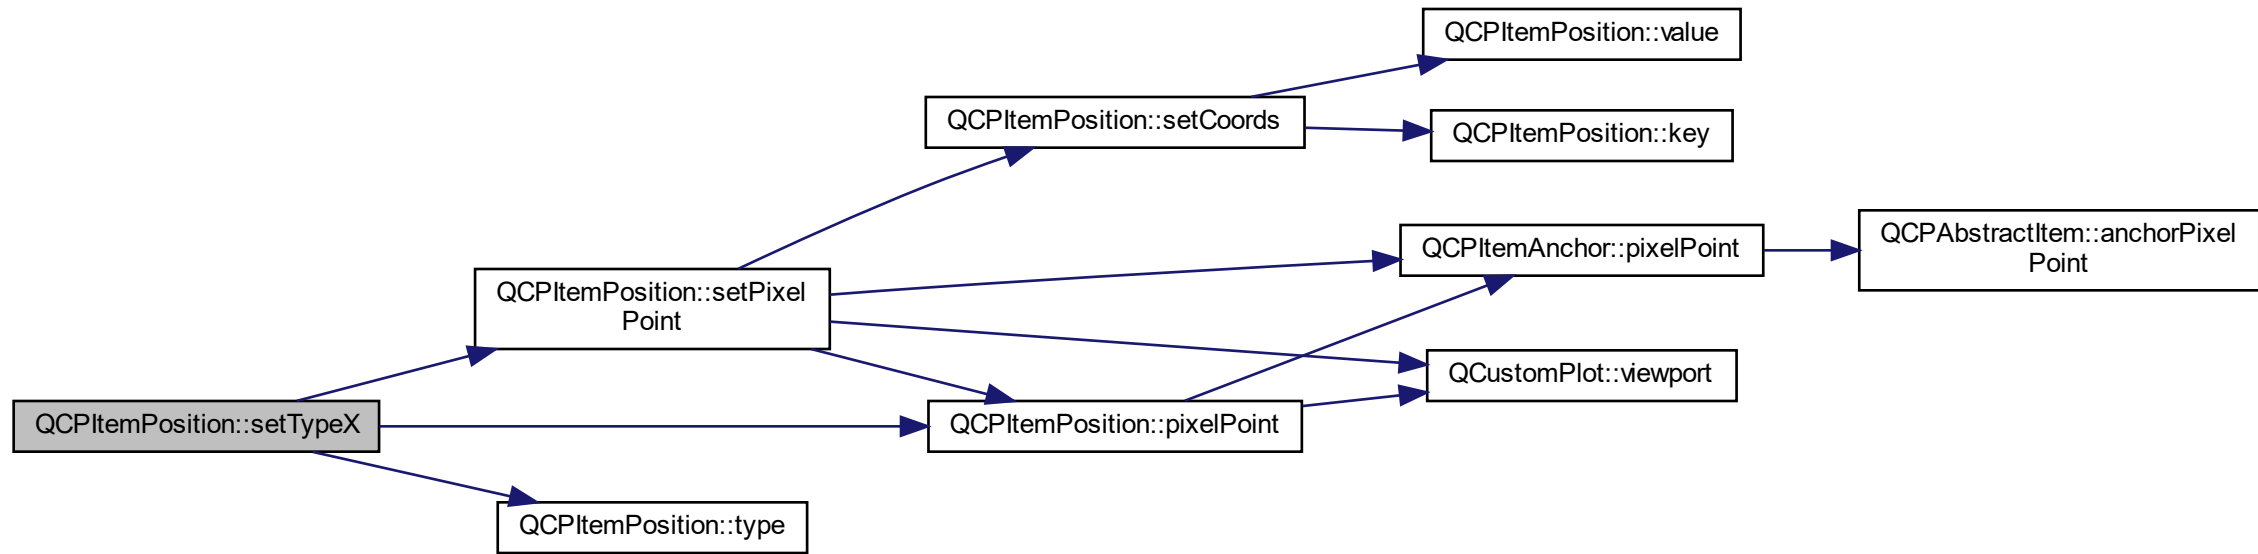 QCPItemPosition::value
QCPItemPosition::setCoords
QCPItemPosition::key
QCPItemAnchor::pixelPoint
QCPAbstractItem::anchorPixel
Point
QCPItemPosition::setPixel
Point
QCustomPlot::viewport
QCPItemPosition::setTypeX
QCPItemPosition::pixelPoint
QCPItemPosition::type